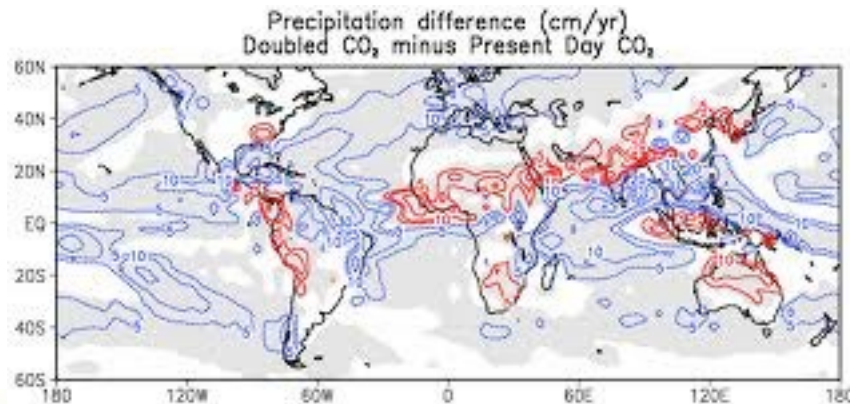 Precipitation difference (cm/yr)
Doubled CO₂ minus Present Day CO₂
60N
40N
20N
EQ
20S
40S
60S
180 120W 60W 0 60E 120E 180